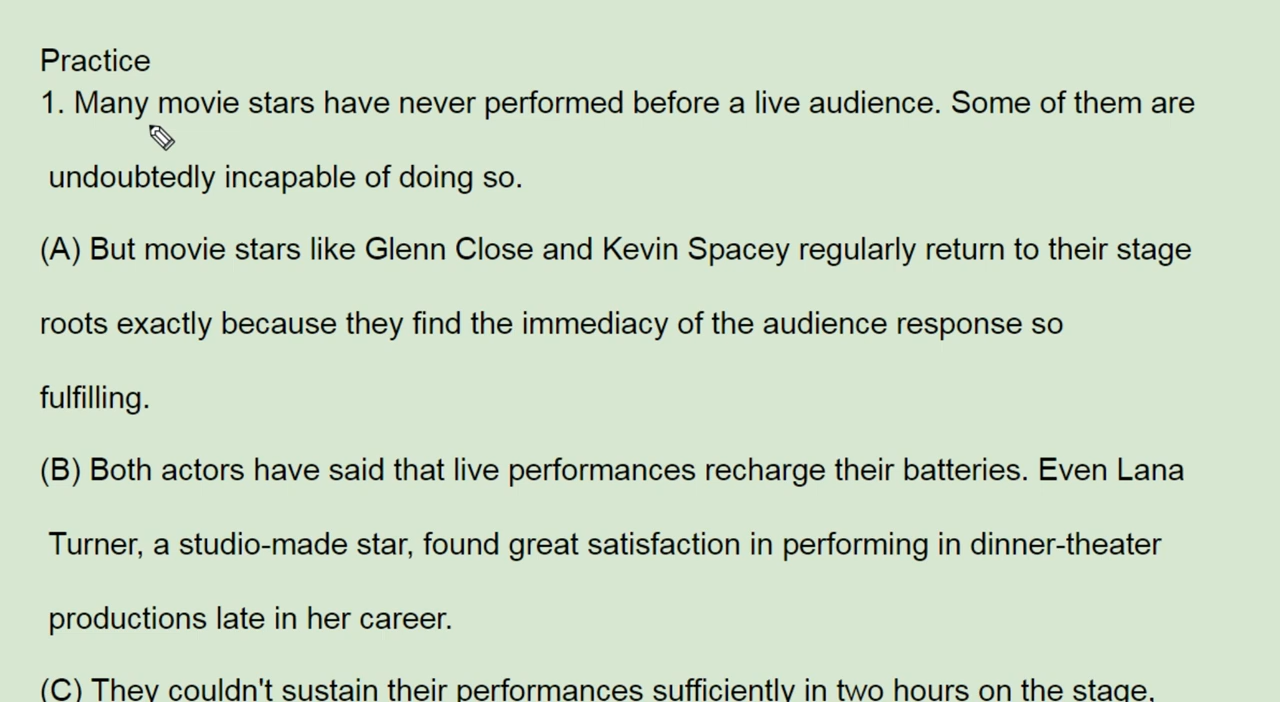 Practice
1. Many movie stars have never performed before a live audience. Some of them are
undoubtedly incapable of doing so.
(A) But movie stars like Glenn Close and Kevin Spacey regularly return to their stage
roots exactly because they find the immediacy of the audience response so
fulfilling.
(B) Both actors have said that live performances recharge their batteries. Even Lana
Turner, a studio-made star, found great satisfaction in performing in dinner-theater
productions late in her career.
(C) They couldn't sustain their performances sufficiently in two hours on the stage,